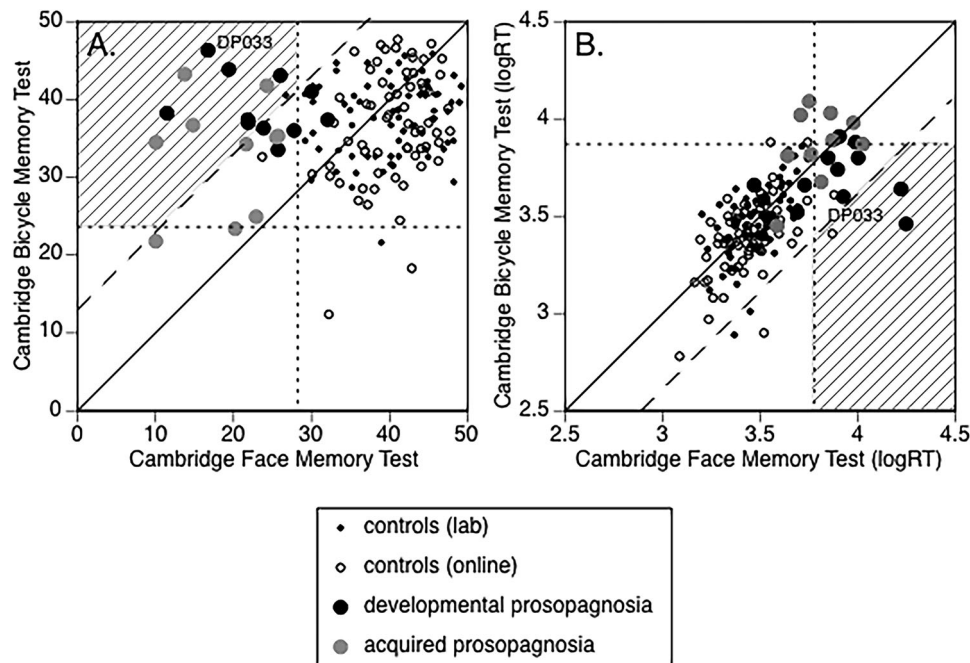 A.
DP033
Cambridge Bicycle Memory Test
50
40
30
20
10
0
0 10 20 30 40 50
Cambridge Face Memory Test
B.
DP033
Cambridge Bicycle Memory Test (logRT)
4.5
4
3.5
3
2.5
2.5 3 3.5 4 4.5
Cambridge Face Memory Test (logRT)
controls (lab)
controls (online)
developmental prosopagnosia
acquired prosopagnosia